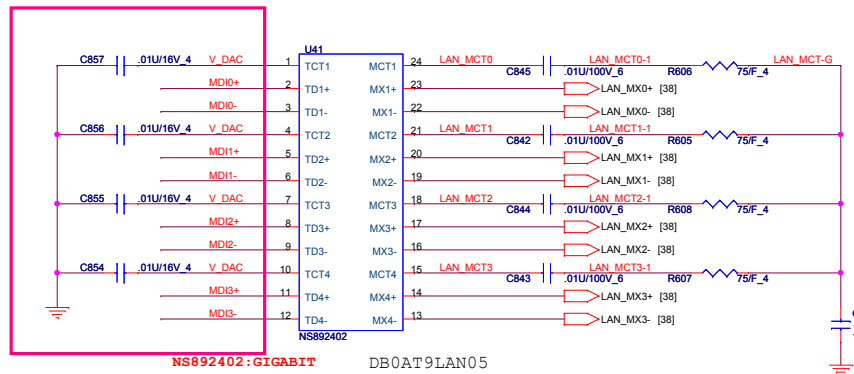 U41
C857 .01U/16V_4 V_DAC 1 TCT1 MCT1 24 LAN_MCT0 C845 .01U/100V_6 LAN_MCT0-1 R606 75/F_4 LAN_MCT-G
MDI0+ 2 TD1+ MX1+ 23 LAN_MX0+ [38]
MDI0- 3 TD1- MX1- 22 LAN_MX0- [38]
C856 .01U/16V_4 V_DAC 4 TCT2 MCT2 21 LAN_MCT1 C842 .01U/100V_6 LAN_MCT1-1 R605 75/F_4
MDI1+ 5 TD2+ MX2+ 20 LAN_MX1+ [38]
MDI1- 6 TD2- MX2- 19 LAN_MX1- [38]
C855 .01U/16V_4 V_DAC 7 TCT3 MCT3 18 LAN_MCT2 C844 .01U/100V_6 LAN_MCT2-1 R608 75/F_4
MDI2+ 8 TD3+ MX3+ 17 LAN_MX2+ [38]
MDI2- 9 TD3- MX3- 16 LAN_MX2- [38]
C854 .01U/16V_4 V_DAC 10 TCT4 MCT4 15 LAN_MCT3 C843 .01U/100V_6 LAN_MCT3-1 R607 75/F_4
MDI3+ 11 TD4+ MX4+ 14 LAN_MX3+ [38]
MDI3- 12 TD4- MX4- 13 LAN_MX3- [38]
NS892402
NS892402:GIGABIT DB0AT9LAN05